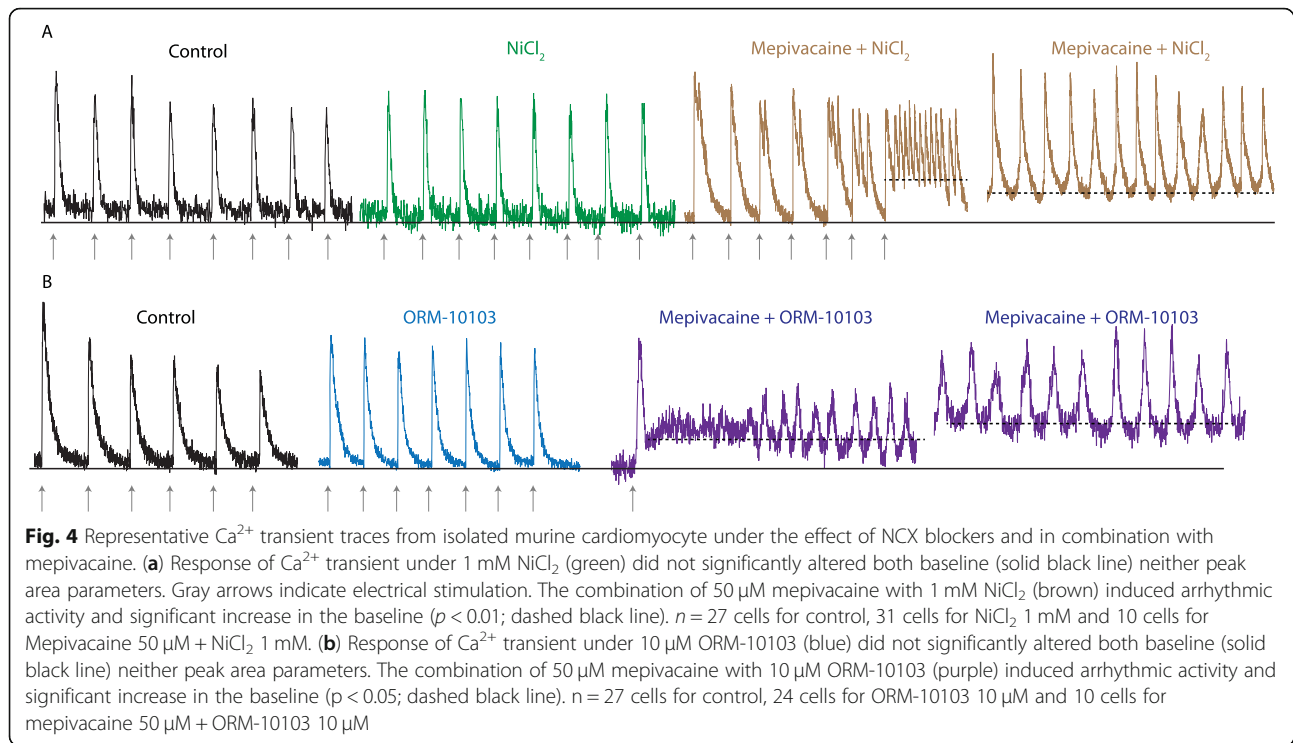 A
Control
NiCl₂
Mepivacaine + NiCl₂
Mepivacaine + NiCl₂
B
Control
ORM-10103
Mepivacaine + ORM-10103
Mepivacaine + ORM-10103
Fig. 4 Representative Ca²⁺ transient traces from isolated murine cardiomyocyte under the effect of NCX blockers and in combination with
mepivacaine. (a) Response of Ca²⁺ transient under 1 mM NiCl₂ (green) did not significantly altered both baseline (solid black line) neither peak
area parameters. Gray arrows indicate electrical stimulation. The combination of 50 μM mepivacaine with 1 mM NiCl₂ (brown) induced arrhythmic
activity and significant increase in the baseline (p < 0.01; dashed black line). n = 27 cells for control, 31 cells for NiCl₂ 1 mM and 10 cells for
Mepivacaine 50 μM + NiCl₂ 1 mM. (b) Response of Ca²⁺ transient under 10 μM ORM-10103 (blue) did not significantly altered both baseline (solid
black line) neither peak area parameters. The combination of 50 μM mepivacaine with 10 μM ORM-10103 (purple) induced arrhythmic activity and
significant increase in the baseline (p < 0.05; dashed black line). n = 27 cells for control, 24 cells for ORM-10103 10 μM and 10 cells for
mepivacaine 50 μM + ORM-10103 10 μM